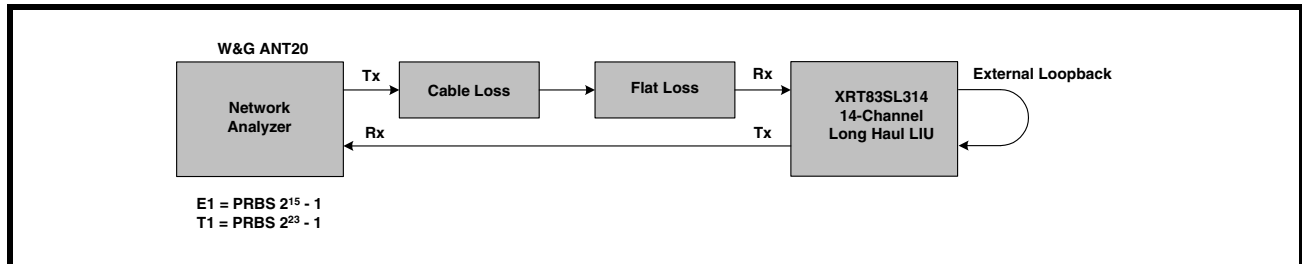 W&G ANT20
Network
Analyzer
Tx
Cable Loss
Flat Loss
Rx
XRT83SL314
14-Channel
Long Haul LIU
External Loopback
Rx
Tx
E1 = PRBS 2¹⁵ - 1
T1 = PRBS 2²³ - 1